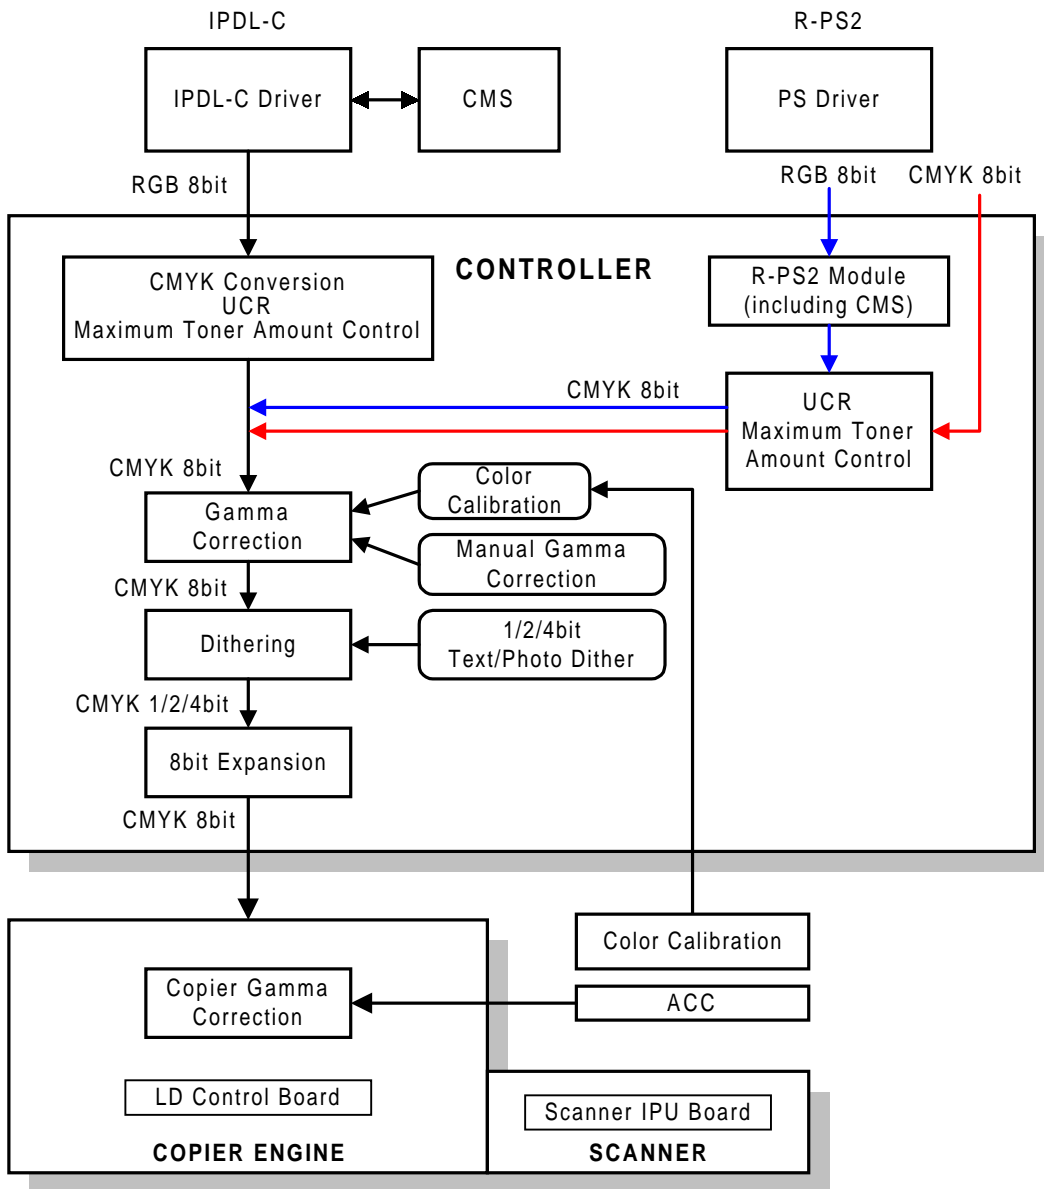 IPDL-C
R-PS2
IPDL-C Driver
CMS
PS Driver
RGB 8bit
RGB 8bit
CMYK 8bit
CONTROLLER
CMYK Conversion
UCR
Maximum Toner Amount Control
R-PS2 Module
(including CMS)
CMYK 8bit
UCR
Maximum Toner
Amount Control
CMYK 8bit
Color
Calibration
Gamma
Correction
Manual Gamma
Correction
CMYK 8bit
Dithering
1/2/4bit
Text/Photo Dither
CMYK 1/2/4bit
8bit Expansion
CMYK 8bit
Color Calibration
Copier Gamma
Correction
ACC
LD Control Board
Scanner IPU Board
COPIER ENGINE
SCANNER